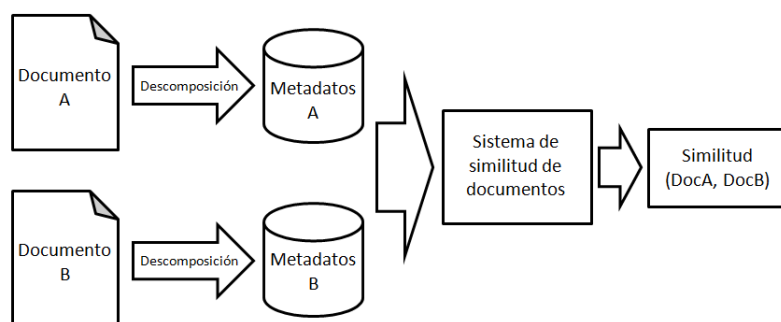 Documento
A
Descomposición
Metadatos
A
Documento
B
Descomposición
Metadatos
B
Sistema de
similitud de
documentos
Similitud
(DocA, DocB)